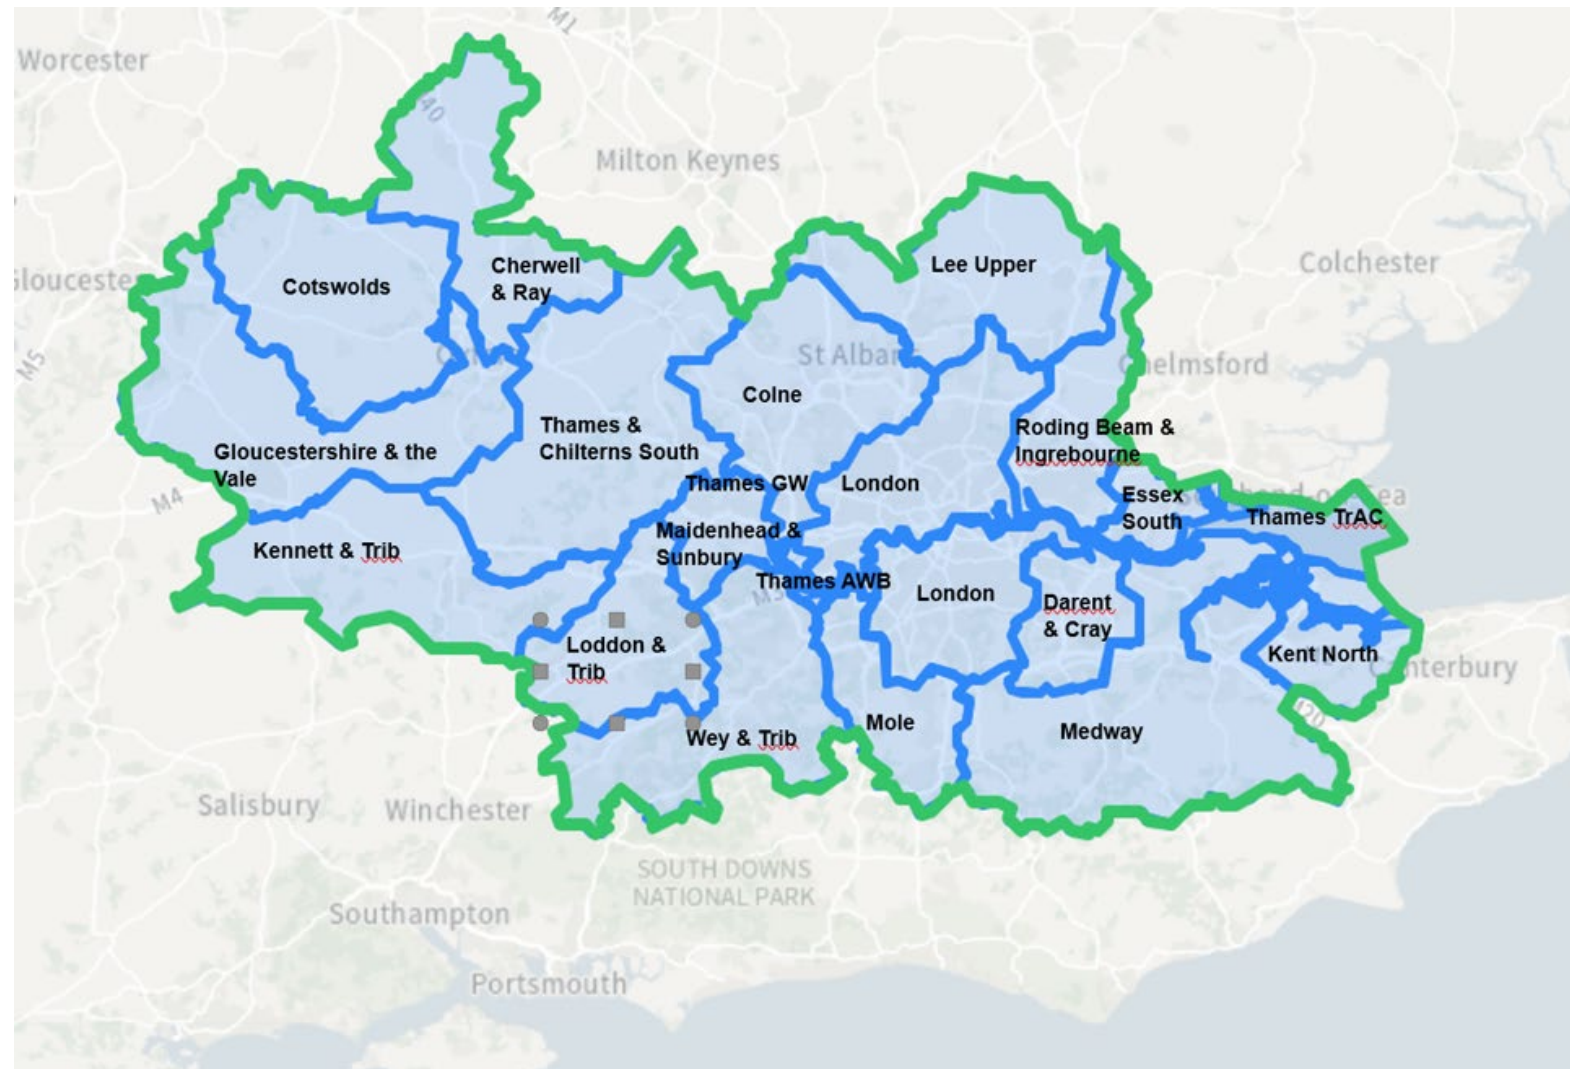 M1
Worcester
40
Milton Keynes
Cherwell
& Ray
Lee Upper
Colchester
Gloucester
Cotswolds
M5
St Alban
Chelmsford
Colne
Thames &
Chilterns South
Roding Beam &
Ingrebourne
Gloucestershire & the
Vale
Thames GW
London
M4
Essex
South
Thames TrAC
Maidenhead &
Sunbury
Kennett & Trib
Thames AWB
London
Darent
& Cray
Loddon &
Trib
Kent North
Canterbury
M20
Mole
Wey & Trib
Medway
Salisbury
Winchester
SOUTH DOWNS
NATIONAL PARK
Southampton
Portsmouth